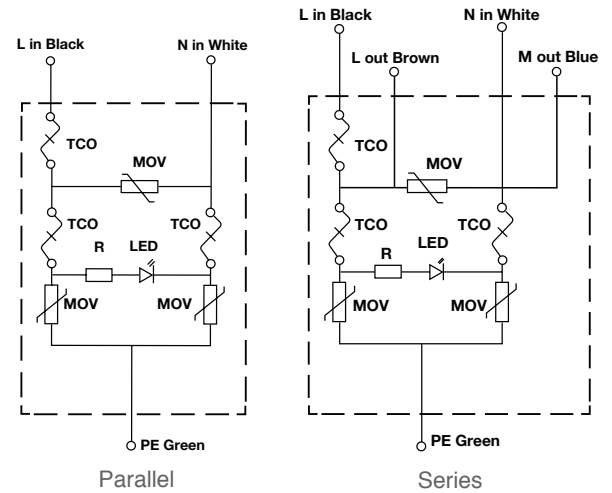 L in Black
N in White
TCO
MOV
TCO
TCO
R
LED
MOV
MOV
PE Green
Parallel
L in Black
N in White
L out Brown
M out Blue
TCO
MOV
TCO
TCO
R
LED
MOV
MOV
PE Green
Series